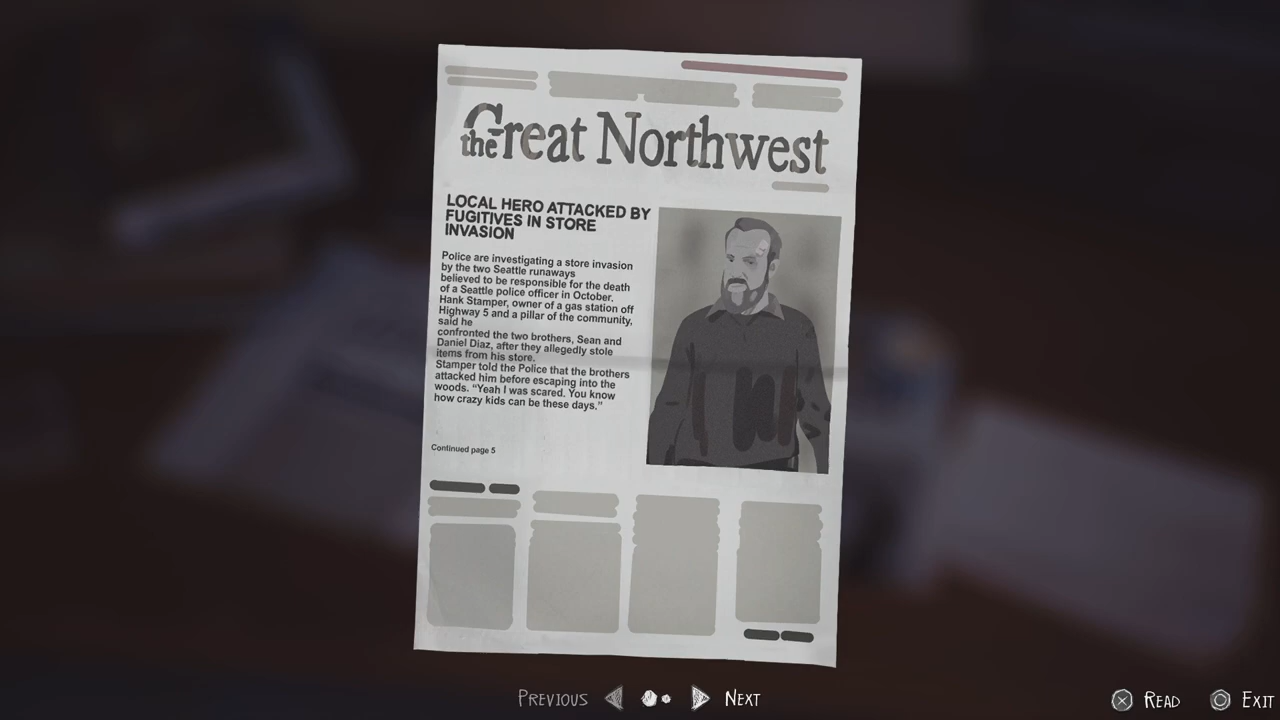 the Great Northwest
LOCAL HERO ATTACKED BY
FUGITIVES IN STORE
INVASION
Police are investigating a store invasion
by the two Seattle runaways
believed to be responsible for the death
of a Seattle police officer in October.
Hank Stamper, owner of a gas station off
Highway 5 and a pillar of the community,
said he
confronted the two brothers, Sean and
Daniel Diaz, after they allegedly stole
items from his store.
Stamper told the Police that the brothers
attacked him before escaping into the
woods. "Yeah I was scared. You know
how crazy kids can be these days."
Continued page 5
PREVIOUS NEXT
READ EXIT